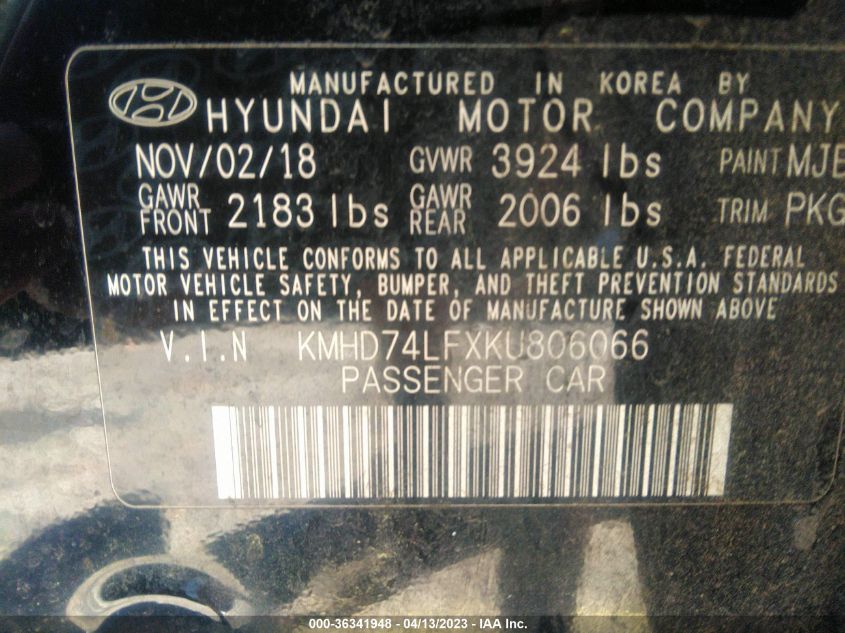 MANUFACTURED IN KOREA BY
HYUNDAI MOTOR COMPANY
NOV/02/18 GVWR 3924 lbs PAINT MJB
GAWR FRONT 2183 lbs GAWR REAR 2006 lbs TRIM PKG
THIS VEHICLE CONFORMS TO ALL APPLICABLE U.S.A. FEDERAL
MOTOR VEHICLE SAFETY, BUMPER, AND THEFT PREVENTION STANDARDS
IN EFFECT ON THE DATE OF MANUFACTURE SHOWN ABOVE
V.I.N KMHD74LFXKU806066
PASSENGER CAR
000-36341948 - 04/13/2023 - IAA Inc.